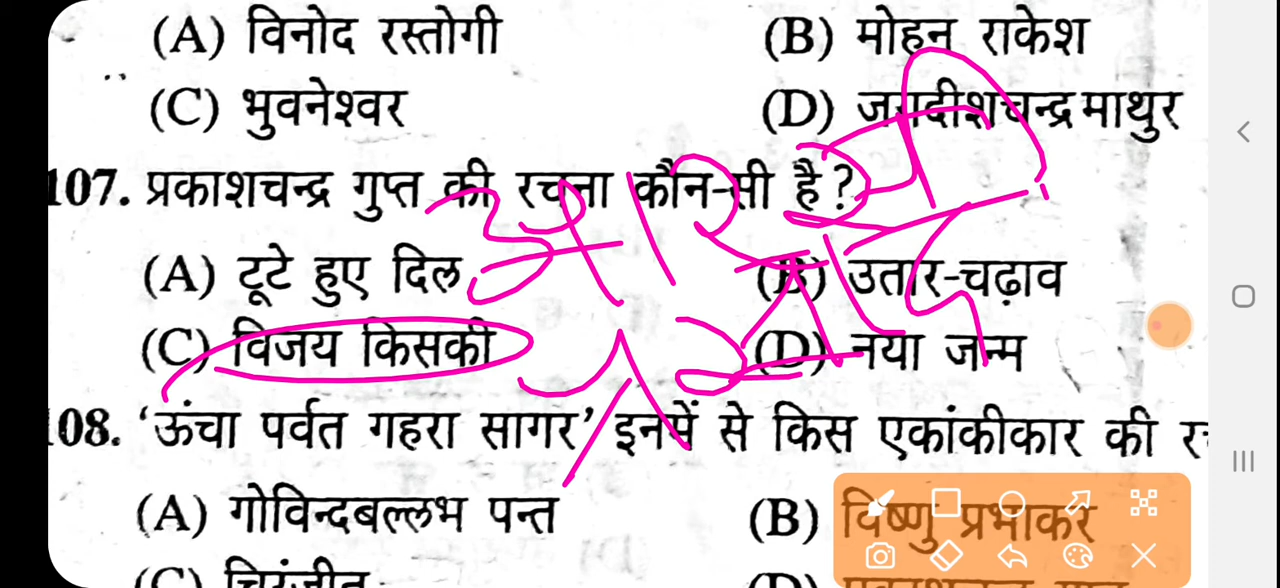 (A) विनोद रस्तोगी (B) मोहन राकेश
(C) भुवनेश्वर (D) जगदीशचन्द्र माथुर
107. प्रकाशचन्द्र गुप्त की रचना कौन-सी है?
(A) टूटे हुए दिल (B) उतार-चढ़ाव
(C) विजय किसकी (D) नया जन्म
108. ‘ऊंचा पर्वत गहरा सागर’ इनमें से किस एकांकीकार की
(A) गोविन्दबल्लभ पन्त (B) विष्णु प्रभाकर
(C) चिरंजीत (D)